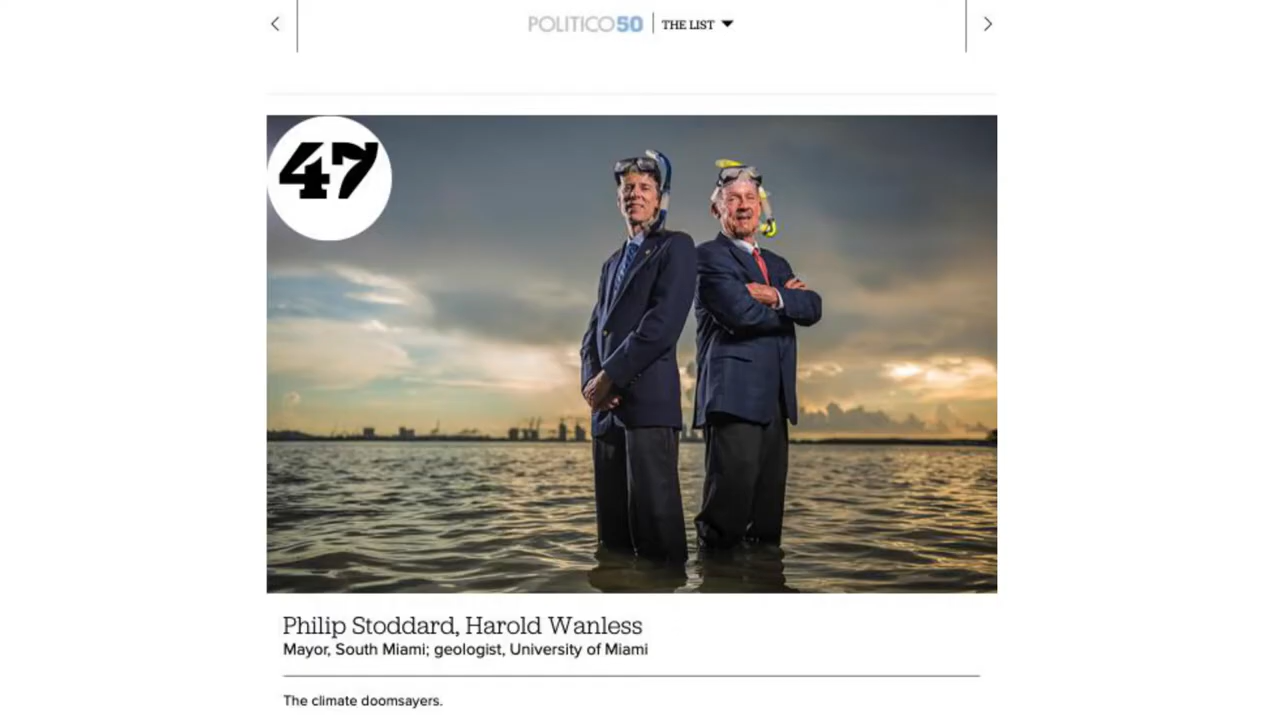 POLITICO50 | THE LIST
47
Philip Stoddard, Harold Wanless
Mayor, South Miami; geologist, University of Miami
The climate doomsayers.